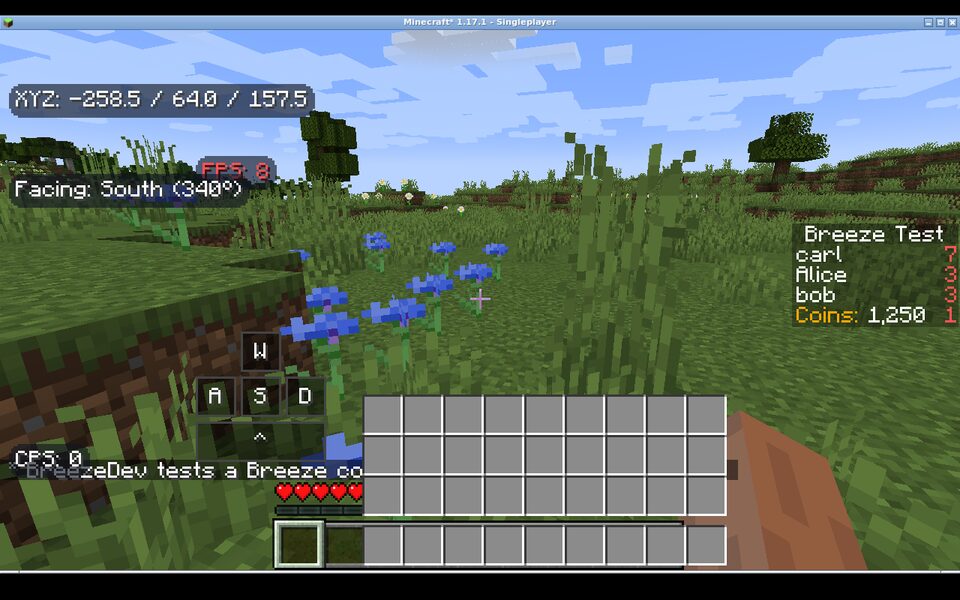 Minecraft* 1.17.1 - Singleplayer
XYZ: -258.5 / 64.0 / 157.5
FPS: 8
Facing: South (340º)
Breeze Test
carl 7
Alice 3
bob 3
Coins: 1,250 1
W
A S D
^
CPS: 0
BreezeDev tests a Breeze co